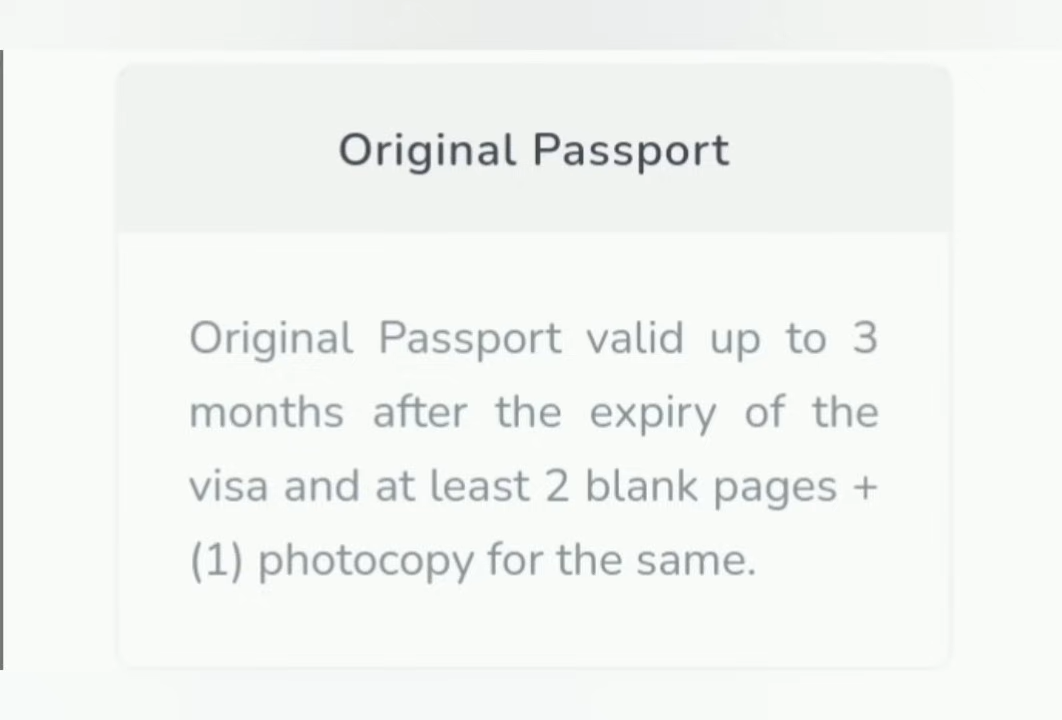 Original Passport
Original Passport valid up to 3
months after the expiry of the
visa and at least 2 blank pages +
(1) photocopy for the same.